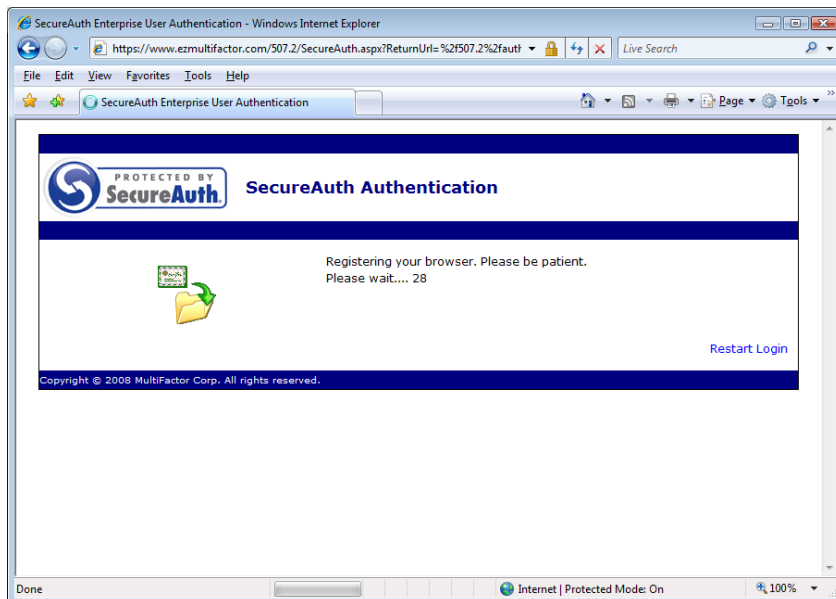 SecureAuth Enterprise User Authentication - Windows Internet Explorer
https://www.ezmultifactor.com/507.2/SecureAuth.aspx?ReturnUrl=%2f507.2%2fauth
Live Search
File Edit View Favorites Tools Help
SecureAuth Enterprise User Authentication
Page Tools
PROTECTED BY
SecureAuth.
SecureAuth Authentication
Registering your browser. Please be patient.
Please wait.... 28
Restart Login
Copyright © 2008 MultiFactor Corp. All rights reserved.
Done
Internet | Protected Mode: On
100%